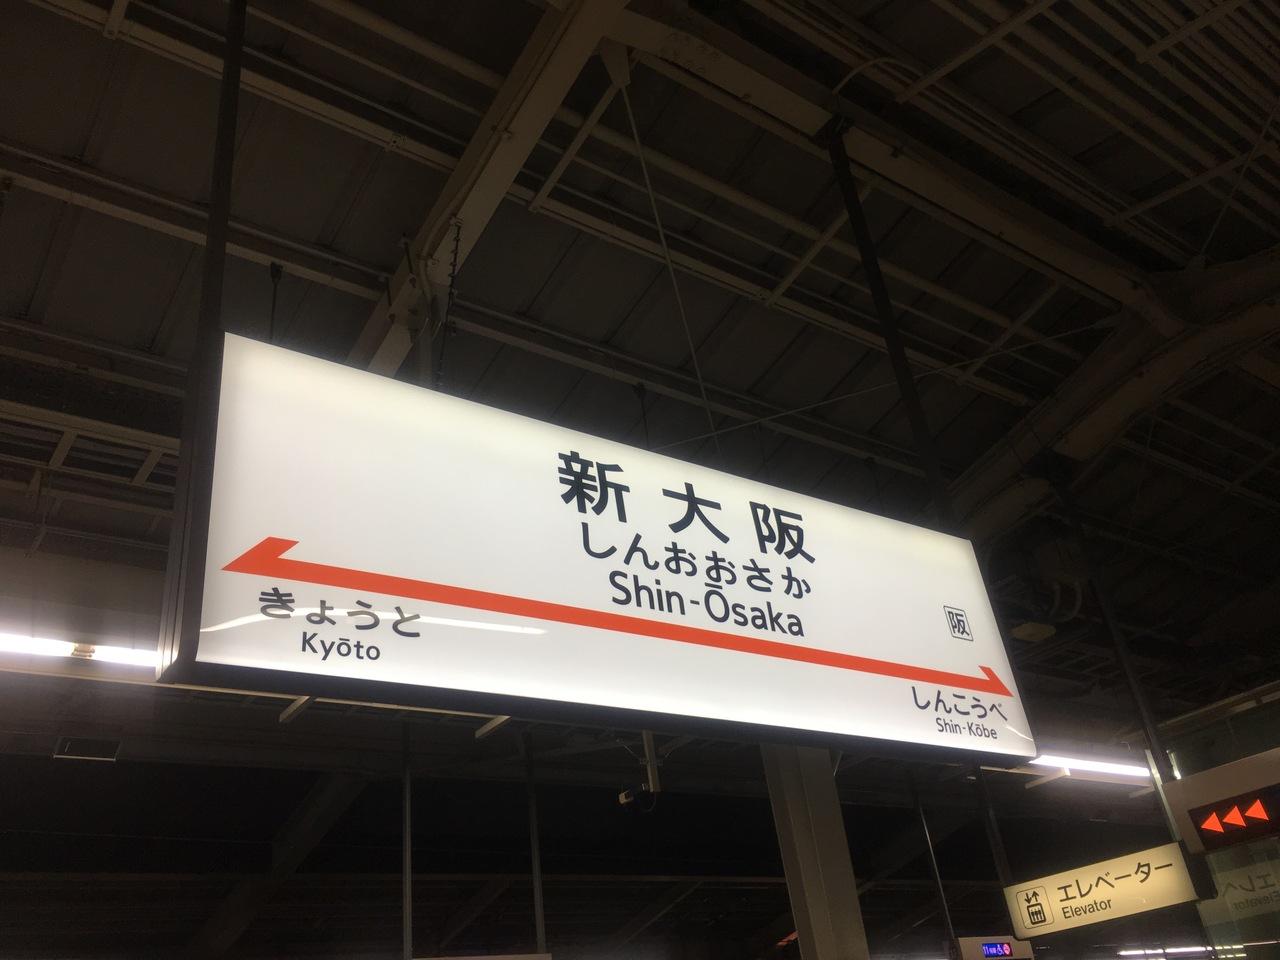 新大阪
しんおおさか
Shin-Ōsaka
阪
きょうと
Kyōto
しんこうべ
Shin-Kōbe
エレベーター
Elevator